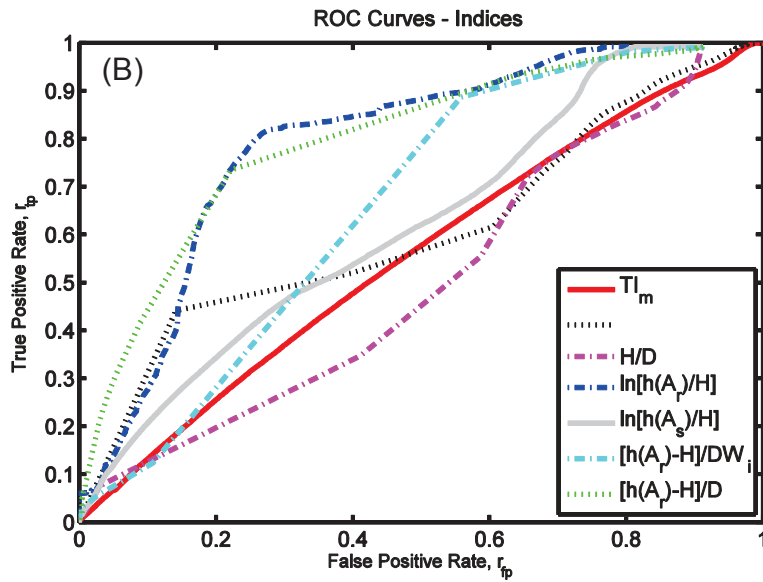 ROC Curves - Indices
(B)
True Positive Rate, r_tp
1
0.9
0.8
0.7
0.6
0.5
0.4
0.3
0.2
0.1
0
0
0.2
0.4
0.6
0.8
1
False Positive Rate, r_fp
TI_m
H/D
ln[h(A_r)/H]
ln[h(A_s)/H]
[h(A_r)-H]/DW_i
[h(A_r)-H]/D